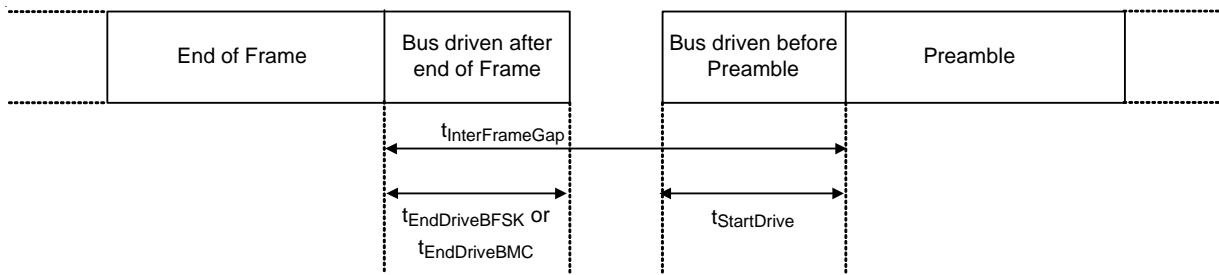 End of Frame
Bus driven after
end of Frame
Bus driven before
Preamble
Preamble
tInterFrameGap
tEndDriveBFSK or
tEndDriveBMC
tStartDrive